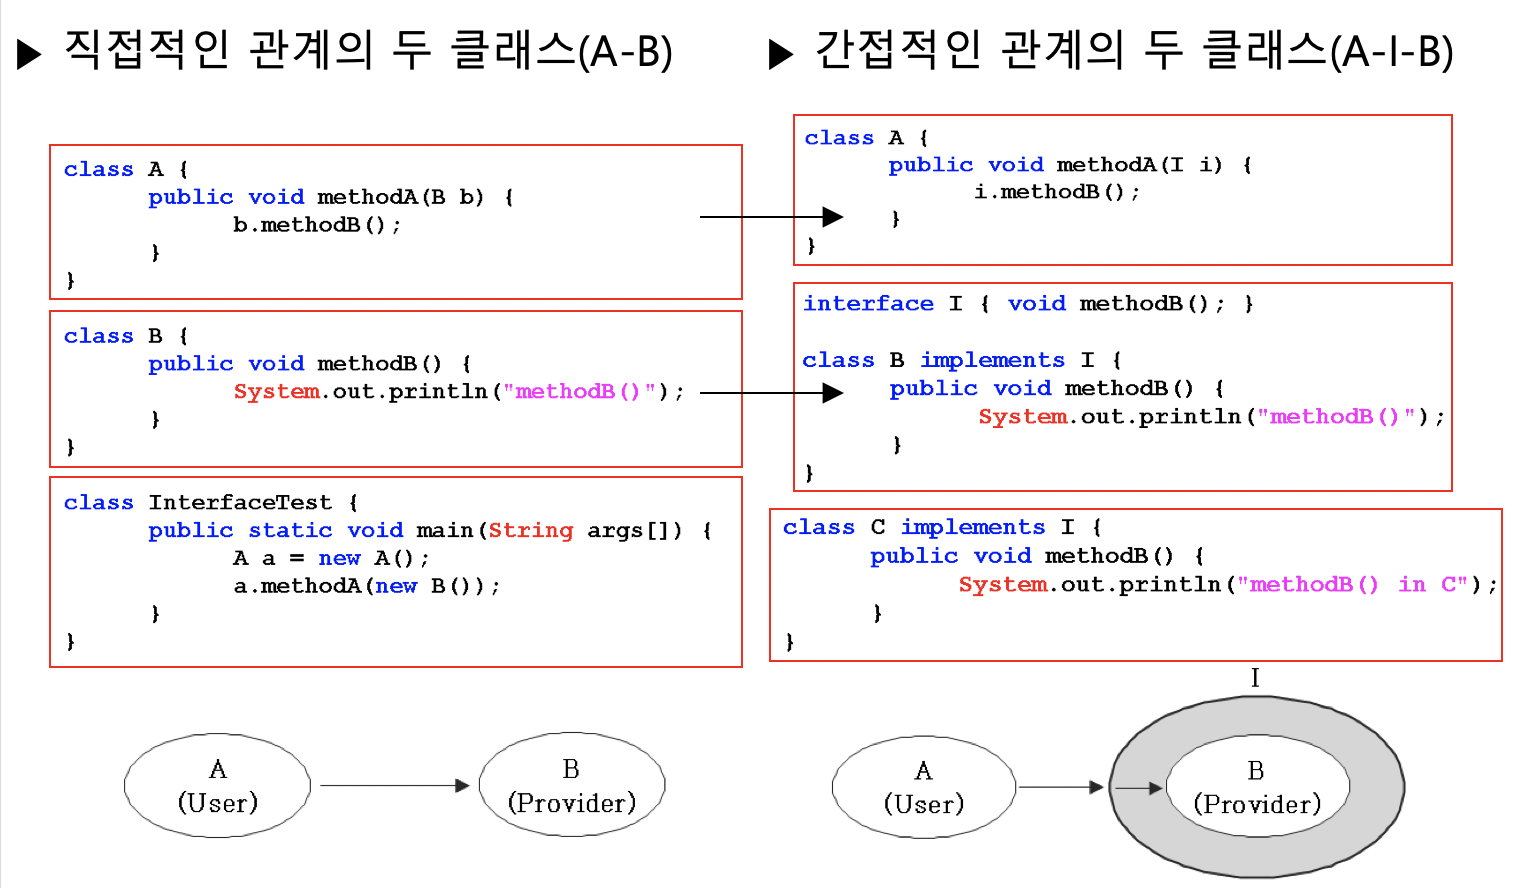 ▶ 직접적인 관계의 두 클래스(A-B)
class A {
public void methodA(B b) {
b.methodB();
}
}
class B {
public void methodB() {
System.out.println("methodB()");
}
}
class InterfaceTest {
public static void main(String args[]) {
A a = new A();
a.methodA(new B());
}
}
A
(User)
B
(Provider)
▶ 간접적인 관계의 두 클래스(A-I-B)
class A {
public void methodA(I i) {
i.methodB();
}
}
interface I { void methodB(); }
class B implements I {
public void methodB() {
System.out.println("methodB()");
}
}
class C implements I {
public void methodB() {
System.out.println("methodB() in C");
}
}
I
A
(User)
B
(Provider)